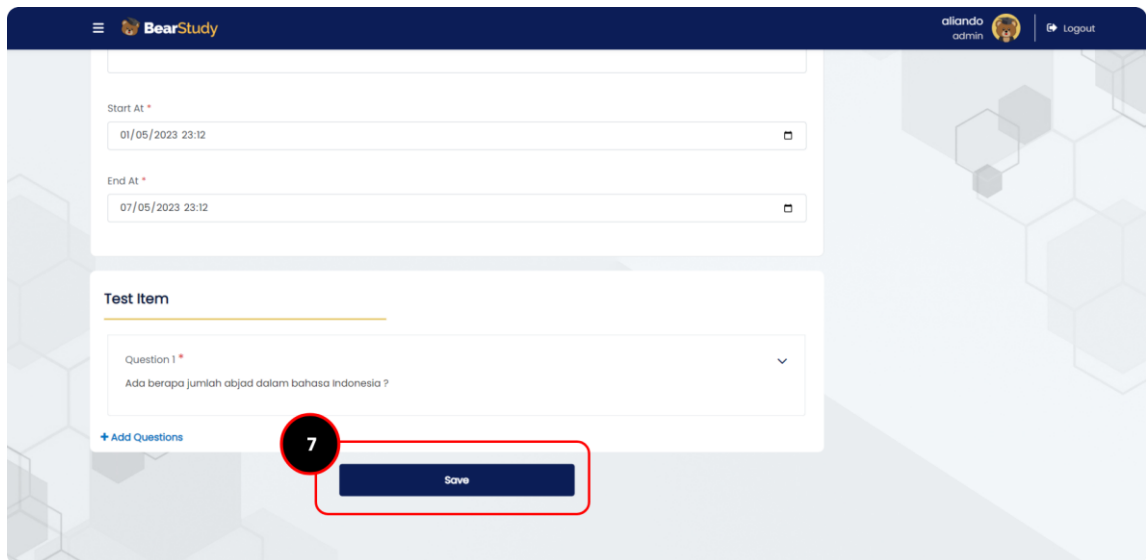 BearStudy
aliando
admin
Logout
Start At *
01/05/2023 23:12
End At *
07/05/2023 23:12
Test Item
Question 1 *
Ada berapa jumlah abjad dalam bahasa Indonesia ?
+ Add Questions
7
Save